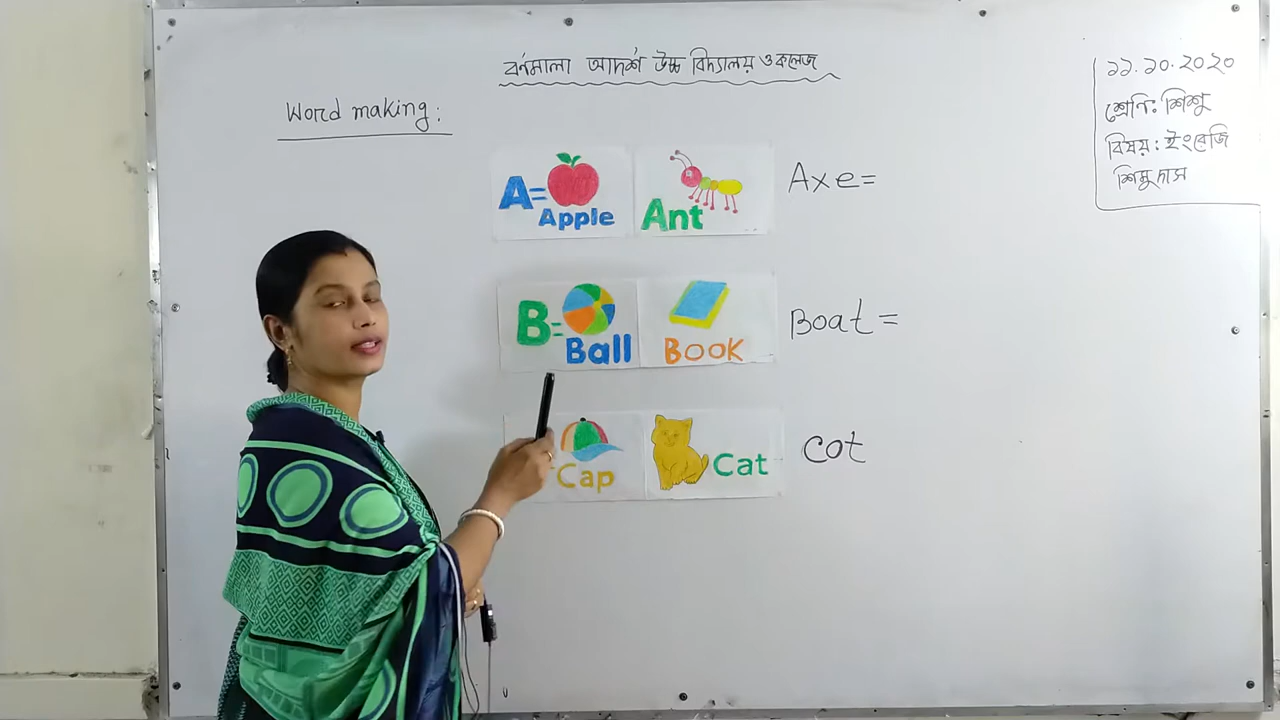 বর্ণমালা আদর্শ উচ্চ বিদ্যালয় ও কলেজ
Word making:
১১.১০.২০২০
শ্রেণি: শিশু
বিষয়: ইংরেজি
শিমু দাস
A= Apple Ant Axe=
B= Ball BOOK Boat =
Cap Cat cot